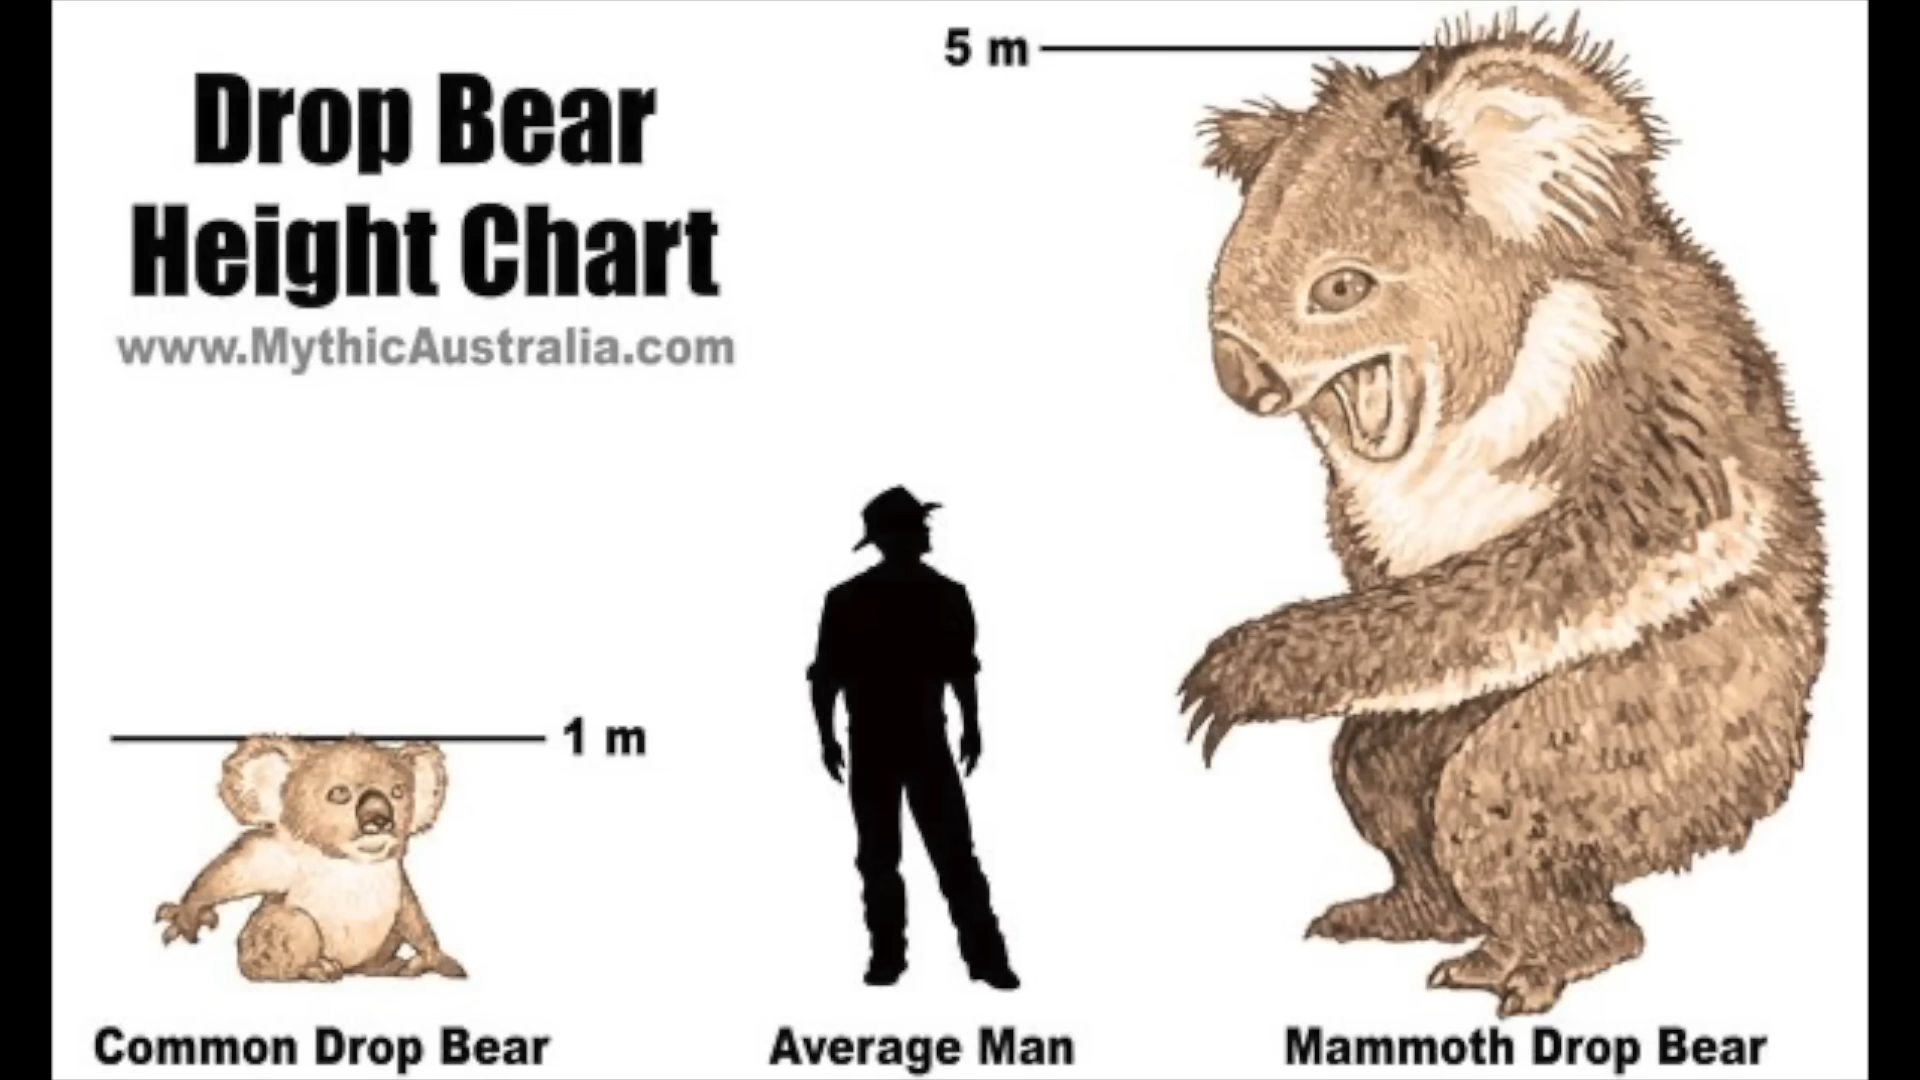 Drop Bear
Height Chart
www.MythicAustralia.com
5 m
1 m
Common Drop Bear
Average Man
Mammoth Drop Bear